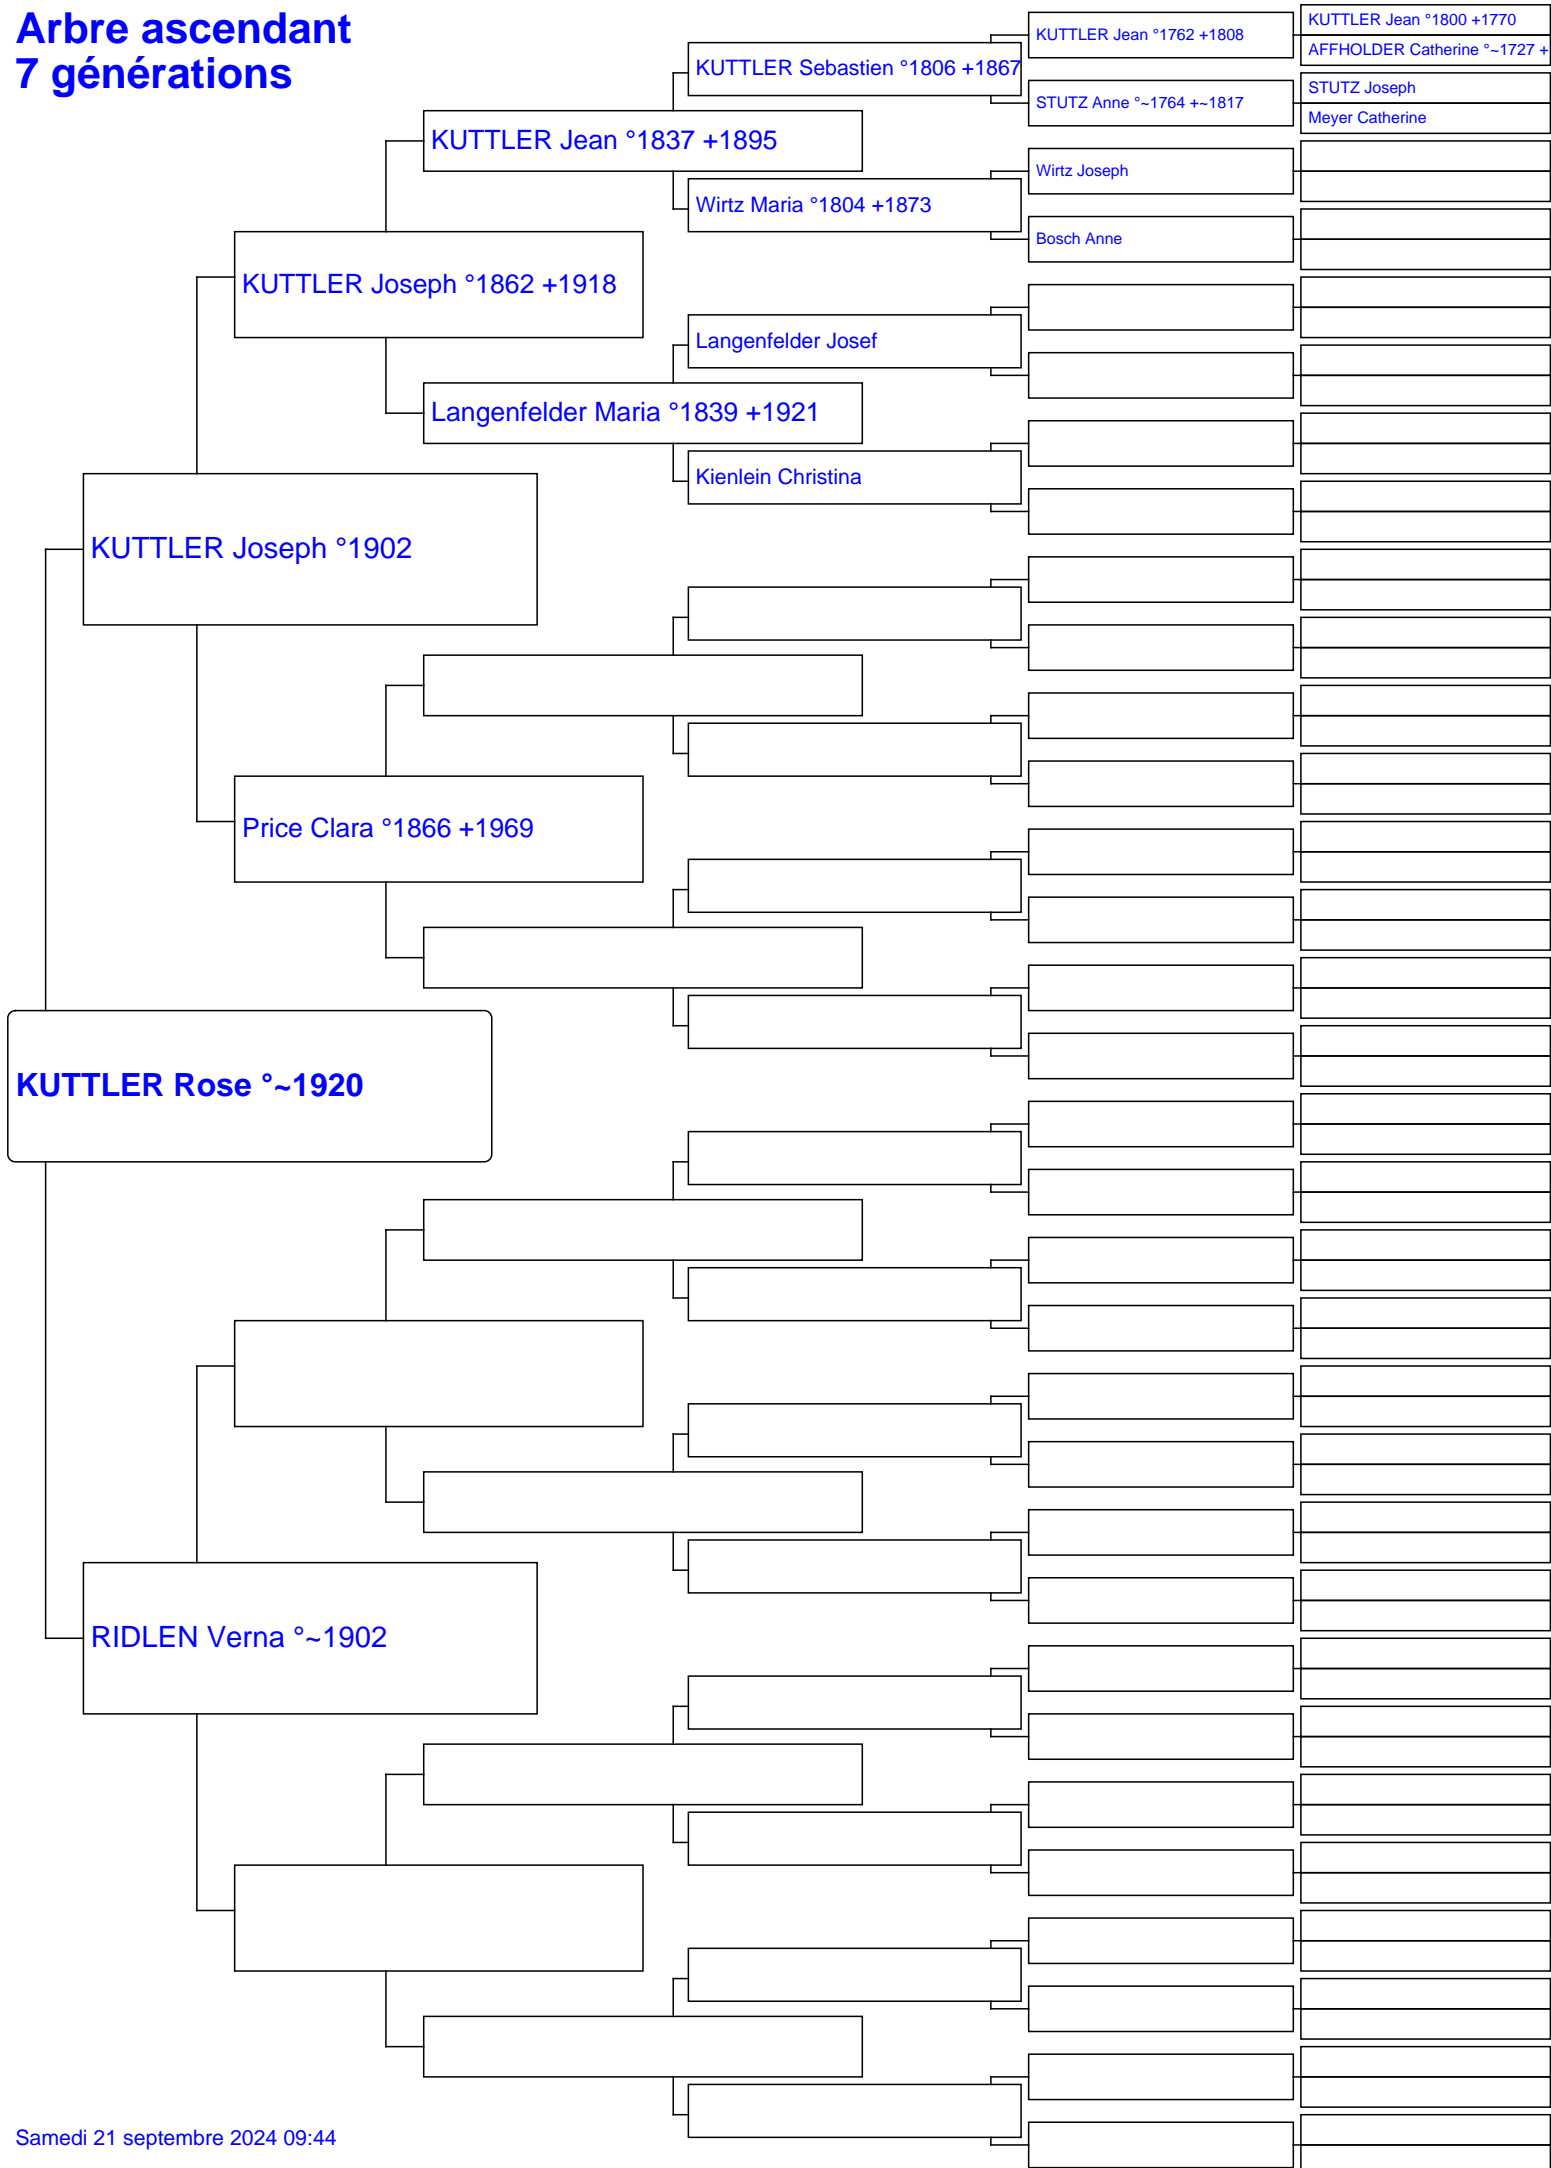 Arbre ascendant
7 générations
KUTTLER Jean °1800 +1770
KUTTLER Jean °1762 +1808
AFFHOLDER Catherine °~1727 +
KUTTLER Sebastien °1806 +1867
STUTZ Joseph
STUTZ Anne °~1764 +~1817
Meyer Catherine
KUTTLER Jean °1837 +1895
Wirtz Joseph
Wirtz Maria °1804 +1873
Bosch Anne
KUTTLER Joseph °1862 +1918
Langenfelder Josef
Langenfelder Maria °1839 +1921
Kienlein Christina
KUTTLER Joseph °1902
Price Clara °1866 +1969
KUTTLER Rose °~1920
RIDLEN Verna °~1902
Samedi 21 septembre 2024 09:44